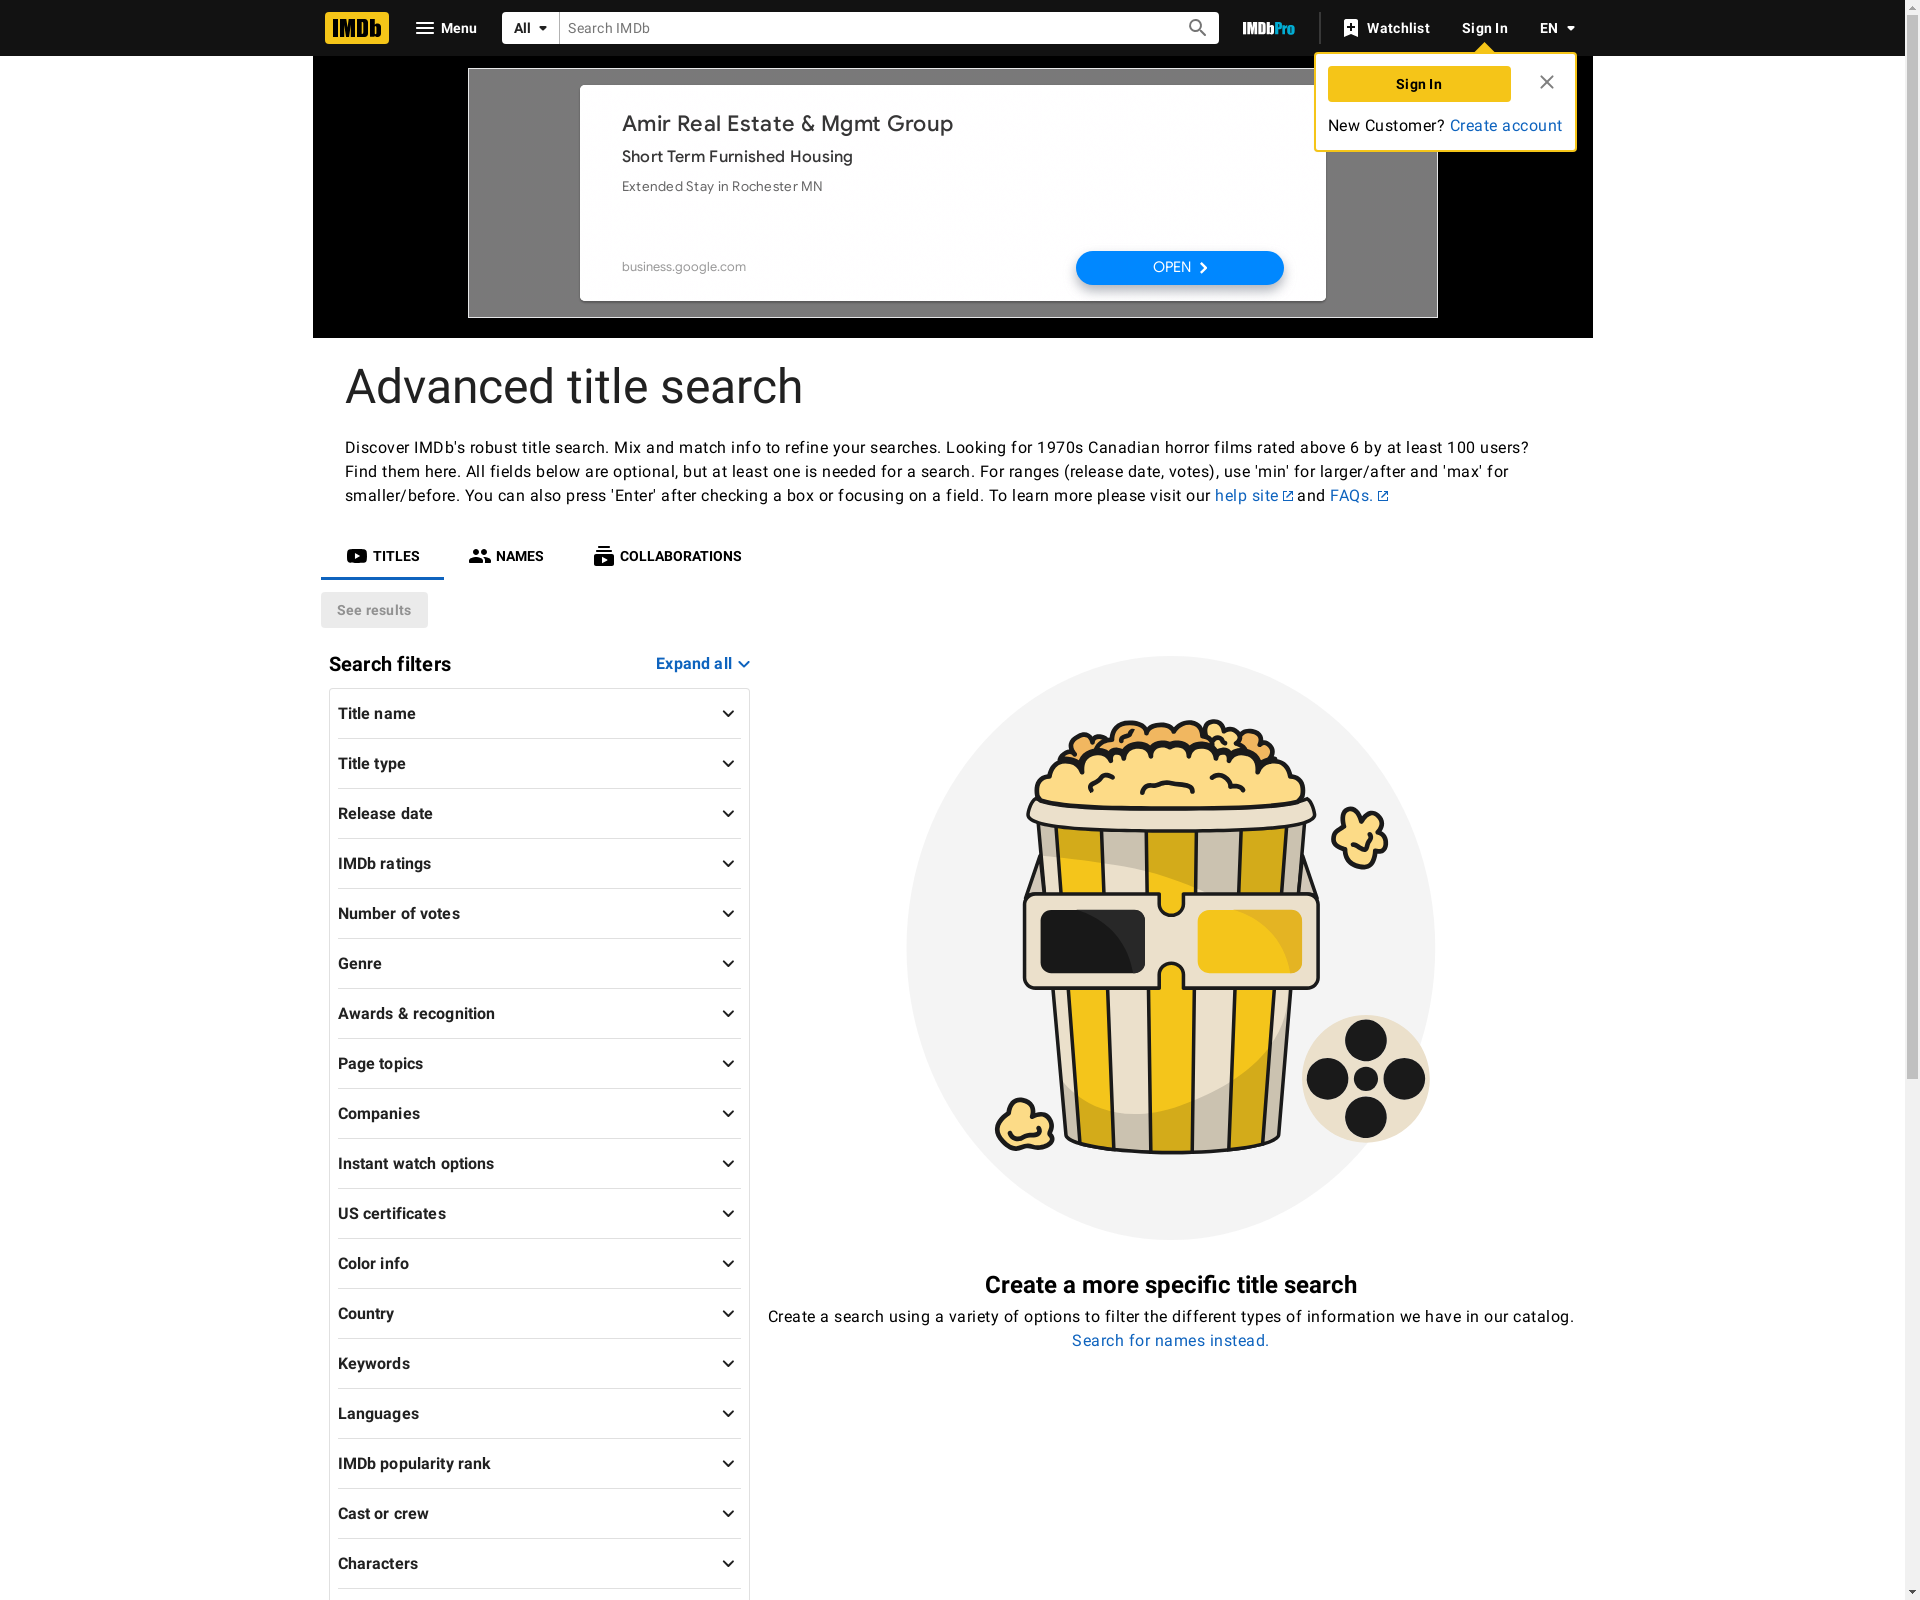 IMDb
Menu
All
Search IMDb
IMDbPro
Watchlist
Sign In
EN
Sign In
New Customer? Create account
Amir Real Estate & Mgmt Group
Short Term Furnished Housing
Extended Stay in Rochester MN
business.google.com
OPEN
Advanced title search
Discover IMDb's robust title search. Mix and match info to refine your searches. Looking for 1970s Canadian horror films rated above 6 by at least 100 users?
Find them here. All fields below are optional, but at least one is needed for a search. For ranges (release date, votes), use 'min' for larger/after and 'max' for
smaller/before. You can also press 'Enter' after checking a box or focusing on a field. To learn more please visit our help site and FAQs.
TITLES
NAMES
COLLABORATIONS
See results
Search filters
Expand all
Title name
Title type
Release date
IMDb ratings
Number of votes
Genre
Awards & recognition
Page topics
Companies
Instant watch options
US certificates
Color info
Country
Keywords
Languages
IMDb popularity rank
Cast or crew
Characters
Create a more specific title search
Create a search using a variety of options to filter the different types of information we have in our catalog.
Search for names instead.